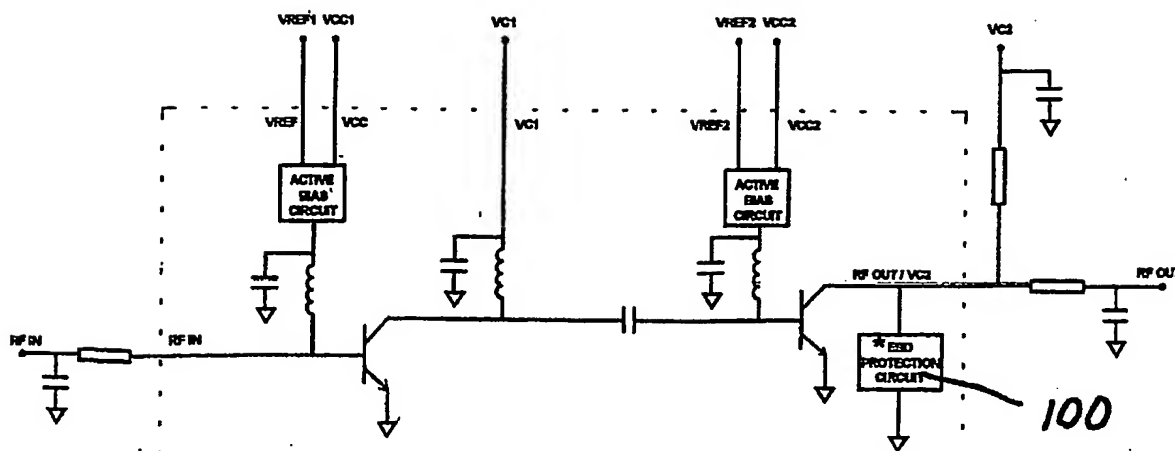 VREF1 VCC1
VC1
VREF2 VCC2
VC2
VREF
VCC
VC1
VREF2
VCC2
ACTIVE
BIAS
CIRCUIT
ACTIVE
BIAS
CIRCUIT
RF OUT / VC2
RF OU
RF IN
RF IN
*ESD
PROTECTION
CIRCUIT
100